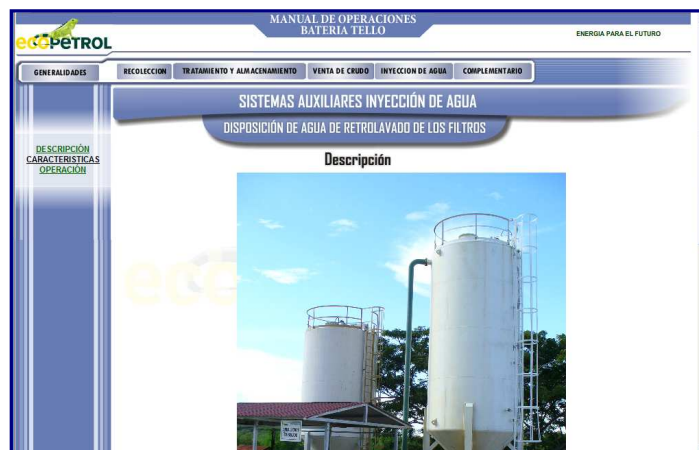 MANUAL DE OPERACIONES
BATERIA TELLO
ecoPETROL
ENERGIA PARA EL FUTURO
GENERALIDADES
RECOLECCION
TRATAMIENTO Y ALMACENAMIENTO
VENTA DE CRUDO
INYECCION DE AGUA
COMPLEMENTARIO
SISTEMAS AUXILIARES INYECCIÓN DE AGUA
DISPOSICIÓN DE AGUA DE RETROLAVADO DE LOS FILTROS
DESCRIPCIÓN
CARACTERISTICAS
OPERACIÓN
Descripción
eco